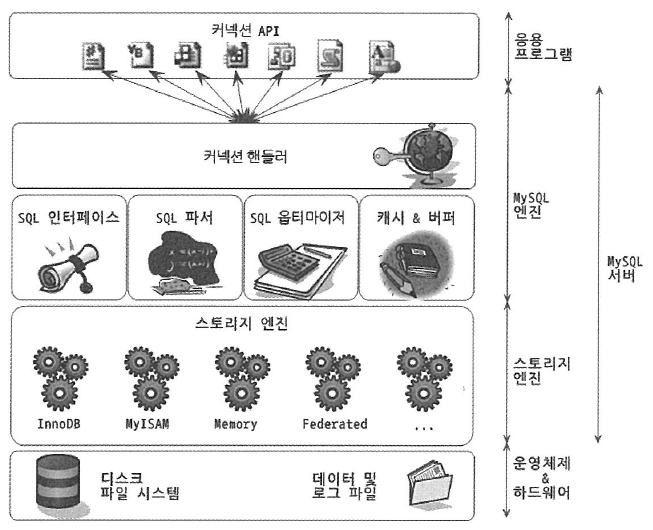 커넥션 API
응용
프로그램
커넥션 핸들러
SQL 인터페이스
SQL 파서
SQL 옵티마이저
캐시 & 버퍼
MySQL
엔진
MySQL
서버
스토리지 엔진
InnoDB
MyISAM
Memory
Federated
...
스토리지
엔진
디스크
파일 시스템
데이터 및
로그 파일
운영체제
&
하드웨어